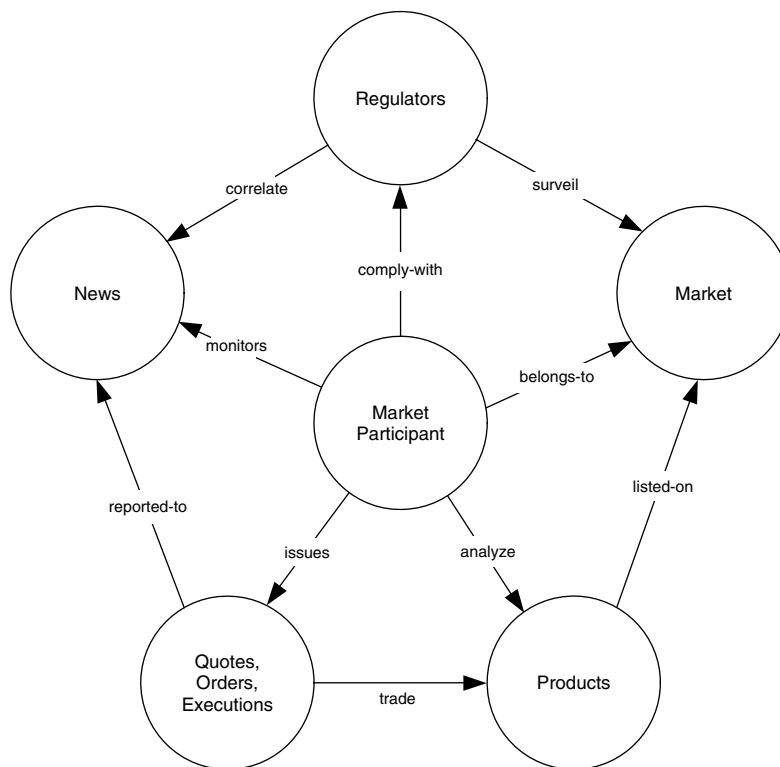 Regulators
correlate
surveil
comply-with
News
Market
monitors
belongs-to
Market
Participant
listed-on
reported-to
issues
analyze
Quotes,
Orders,
Executions
trade
Products